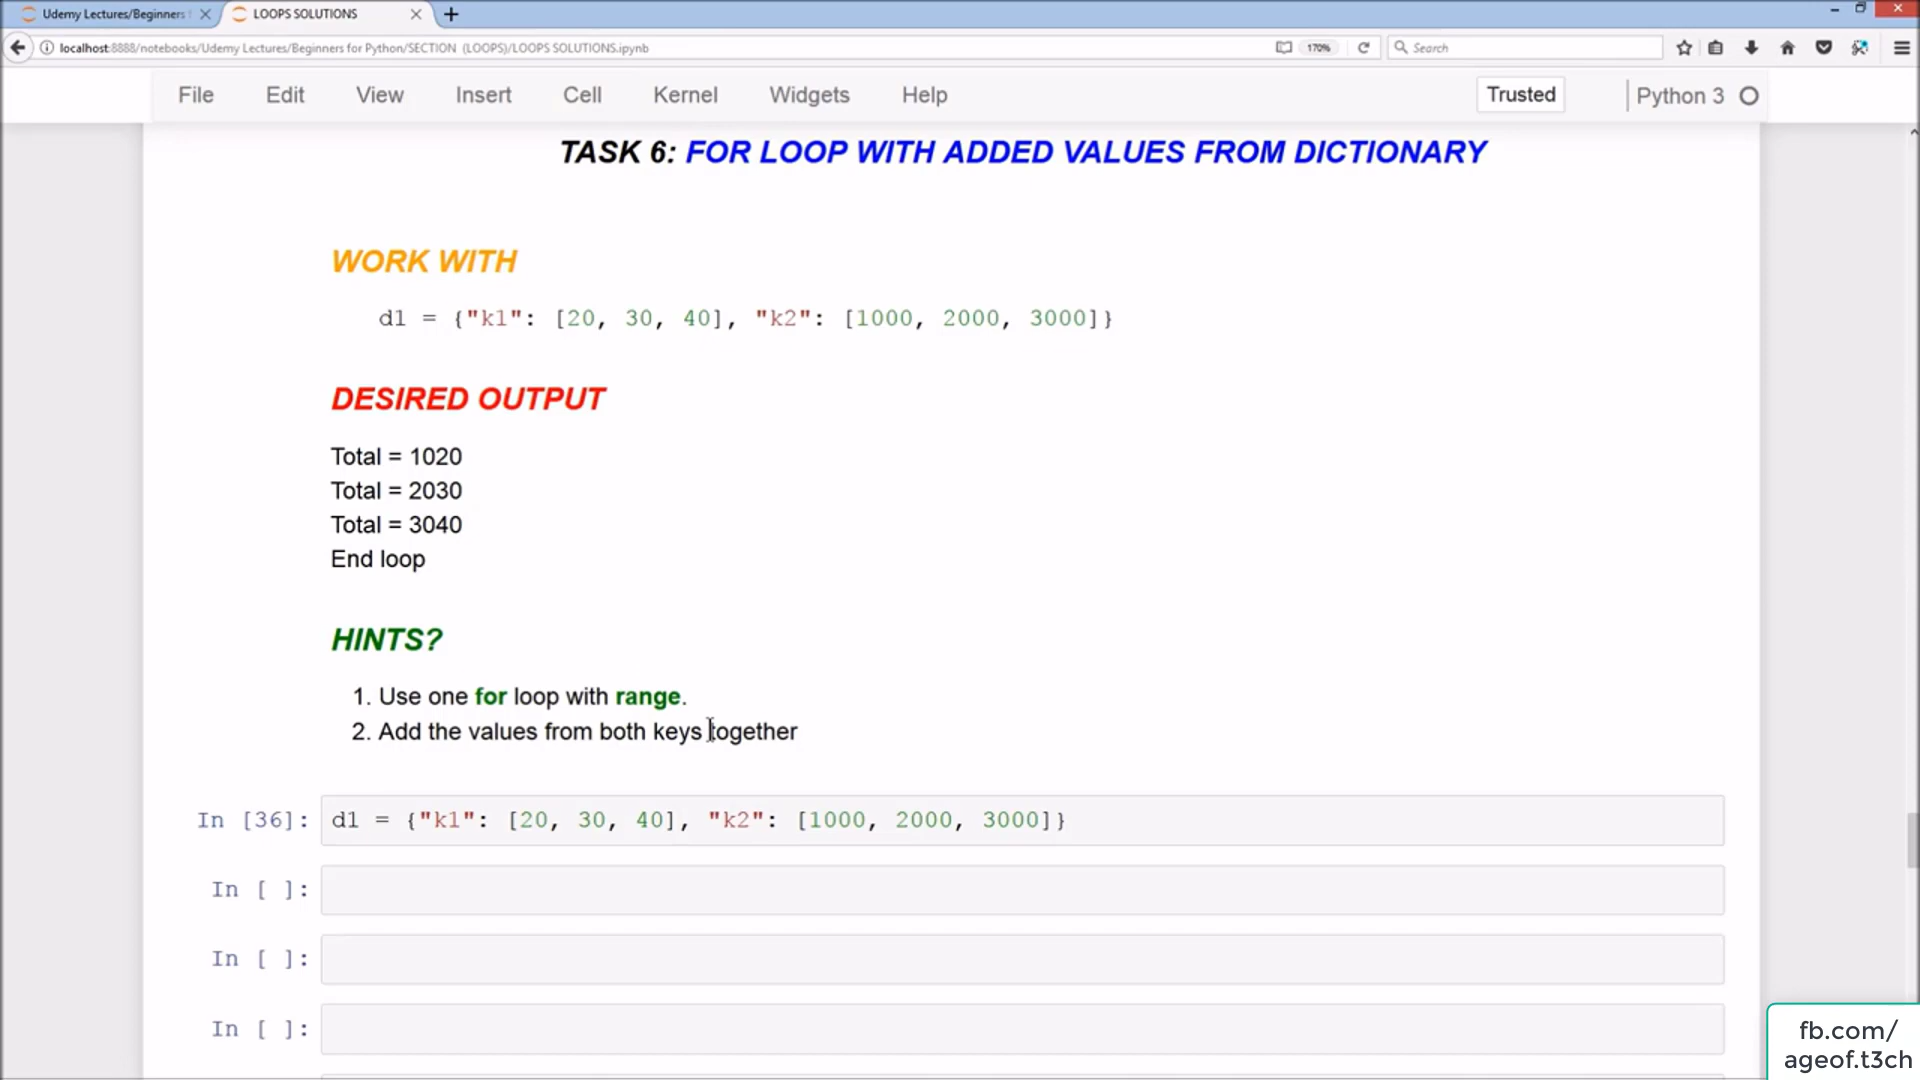 Udemy Lectures/Beginners
LOOPS SOLUTIONS
localhost:8888/notebooks/Udemy Lectures/Beginners for Python/SECTION (LOOPS)/LOOPS SOLUTIONS.ipynb
170%
Search
File Edit View Insert Cell Kernel Widgets Help
Trusted
Python 3
TASK 6: FOR LOOP WITH ADDED VALUES FROM DICTIONARY
WORK WITH
d1 = {"k1": [20, 30, 40], "k2": [1000, 2000, 3000]}
DESIRED OUTPUT
Total = 1020
Total = 2030
Total = 3040
End loop
HINTS?
1. Use one for loop with range.
2. Add the values from both keys together
In [36]: d1 = {"k1": [20, 30, 40], "k2": [1000, 2000, 3000]}
In [ ]:
In [ ]:
In [ ]:
fb.com/
ageof.t3ch